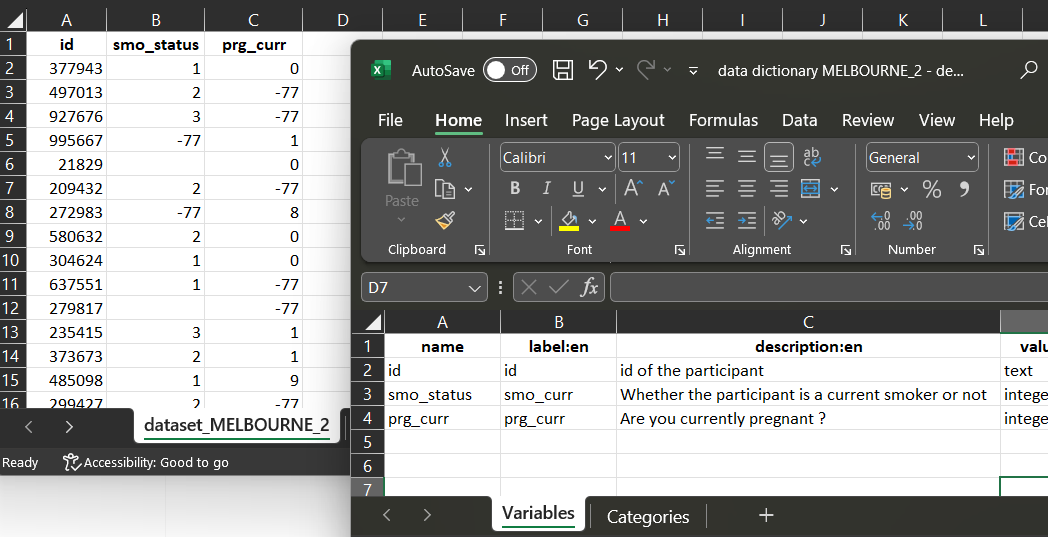 A B C D E F G H I J K L
1 id smo_status prg_curr
2 377943 1 0
3 497013 2 -77
4 927676 3 -77
5 995667 -77 1
6 21829 0
7 209432 2 -77
8 272983 -77 8
9 580632 2 0
10 304624 1 0
11 637551 1 -77
12 279817 -77
13 235415 3 1
14 373673 2 1
15 485098 1 9
16 299427 2 -77
dataset_MELBOURNE_2
Ready Accessibility: Good to go
AutoSave Off data dictionary MELBOURNE_2 - de...
File Home Insert Page Layout Formulas Data Review View Help
Paste
Calibri 11
B I U A A
A
ab
ab
General
% 9
.00
.00
Co
For
Cel
Clipboard Font Alignment Number
D7 fx
A B C
1 name label:en description:en valu
2 id id id of the participant text
3 smo_status smo_curr Whether the participant is a current smoker or not intege
4 prg_curr prg_curr Are you currently pregnant ? intege
5
6
7
Variables Categories